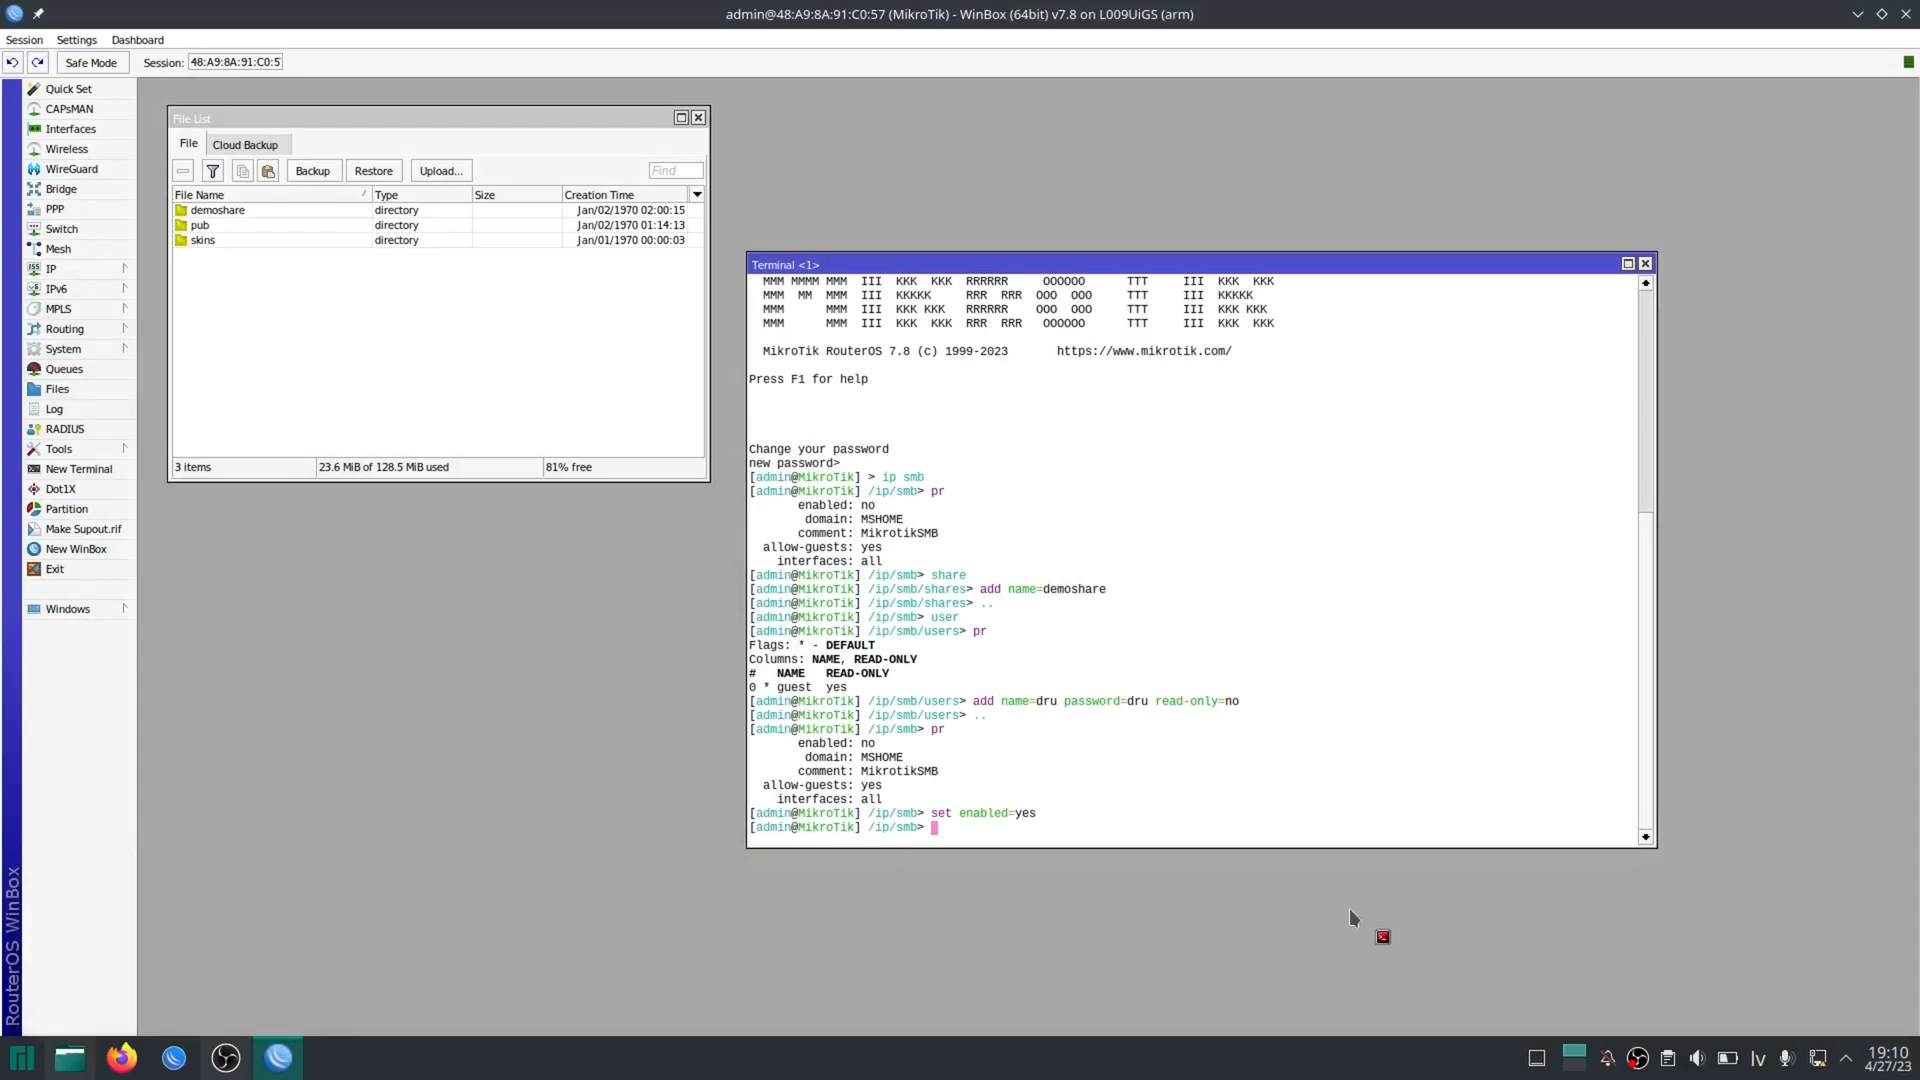 admin@48:A9:8A:91:C0:57 (MikroTik) - WinBox (64bit) v7.8 on L009UiGS (arm)
Session Settings Dashboard
Safe Mode Session: 48:A9:8A:91:C0:5
Quick Set
CAPsMAN
Interfaces
Wireless
WireGuard
Bridge
PPP
Switch
Mesh
IP
IPv6
MPLS
Routing
System
Queues
Files
Log
RADIUS
Tools
New Terminal
Dot1X
Partition
Make Supout.rif
New WinBox
Exit
Windows
RouterOS WinBox
File List
File Cloud Backup
Backup Restore Upload... Find
File Name Type Size Creation Time
demoshare directory Jan/02/1970 02:00:15
pub directory Jan/02/1970 01:14:13
skins directory Jan/01/1970 00:00:03
3 items 23.6 MiB of 128.5 MiB used 81% free
Terminal <1>
MMM MMMM MMM III KKK KKK RRRRRR OOOOOO TTT III KKK KKK
MMM MM MMM III KKKKK RRR RRR OOO OOO TTT III KKKKK
MMM MMM III KKK KKK RRRRRR OOO OOO TTT III KKK KKK
MMM MMM III KKK KKK RRR RRR OOOOOO TTT III KKK KKK
MikroTik RouterOS 7.8 (c) 1999-2023 https://www.mikrotik.com/
Press F1 for help
Change your password
new password>
[admin@MikroTik] > ip smb
[admin@MikroTik] /ip/smb> pr
enabled: no
domain: MSHOME
comment: MikrotikSMB
allow-guests: yes
interfaces: all
[admin@MikroTik] /ip/smb> share
[admin@MikroTik] /ip/smb/shares> add name=demoshare
[admin@MikroTik] /ip/smb/shares> ..
[admin@MikroTik] /ip/smb> user
[admin@MikroTik] /ip/smb/users> pr
Flags: * - DEFAULT
Columns: NAME, READ-ONLY
# NAME READ-ONLY
0 * guest yes
[admin@MikroTik] /ip/smb/users> add name=dru password=dru read-only=no
[admin@MikroTik] /ip/smb/users> ..
[admin@MikroTik] /ip/smb> pr
enabled: no
domain: MSHOME
comment: MikrotikSMB
allow-guests: yes
interfaces: all
[admin@MikroTik] /ip/smb> set enabled=yes
[admin@MikroTik] /ip/smb>
lv
19:10
4/27/23